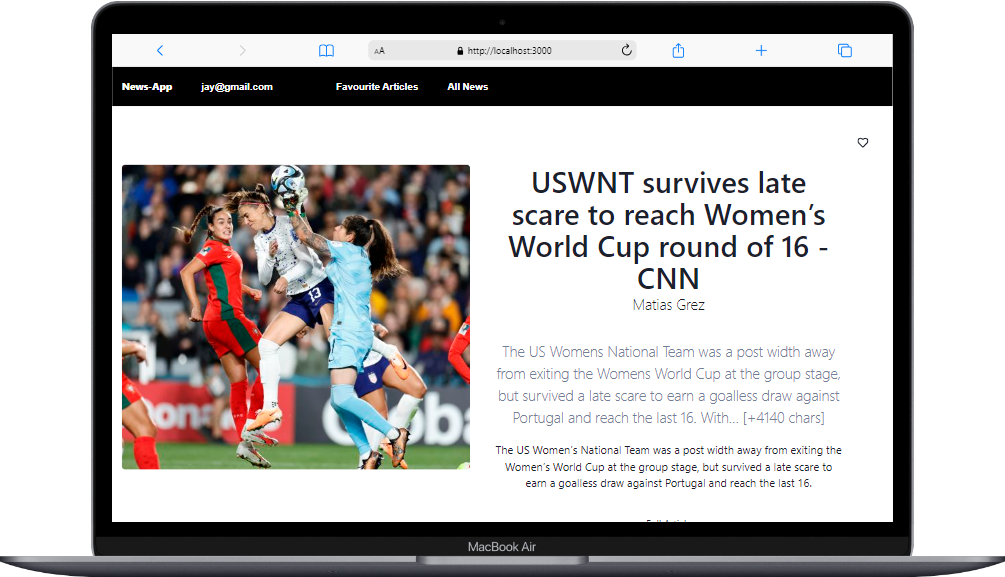 AA http://localhost:3000
News-App jay@gmail.com Favourite Articles All News
USWNT survives late
scare to reach Women’s
World Cup round of 16 -
CNN
Matias Grez
13
The US Womens National Team was a post width away
from exiting the Womens World Cup at the group stage,
but survived a late scare to earn a goalless draw against
Portugal and reach the last 16. With... [+4140 chars]
The US Women’s National Team was a post width away from exiting the
Women’s World Cup at the group stage, but survived a late scare to
earn a goalless draw against Portugal and reach the last 16.
MacBook Air